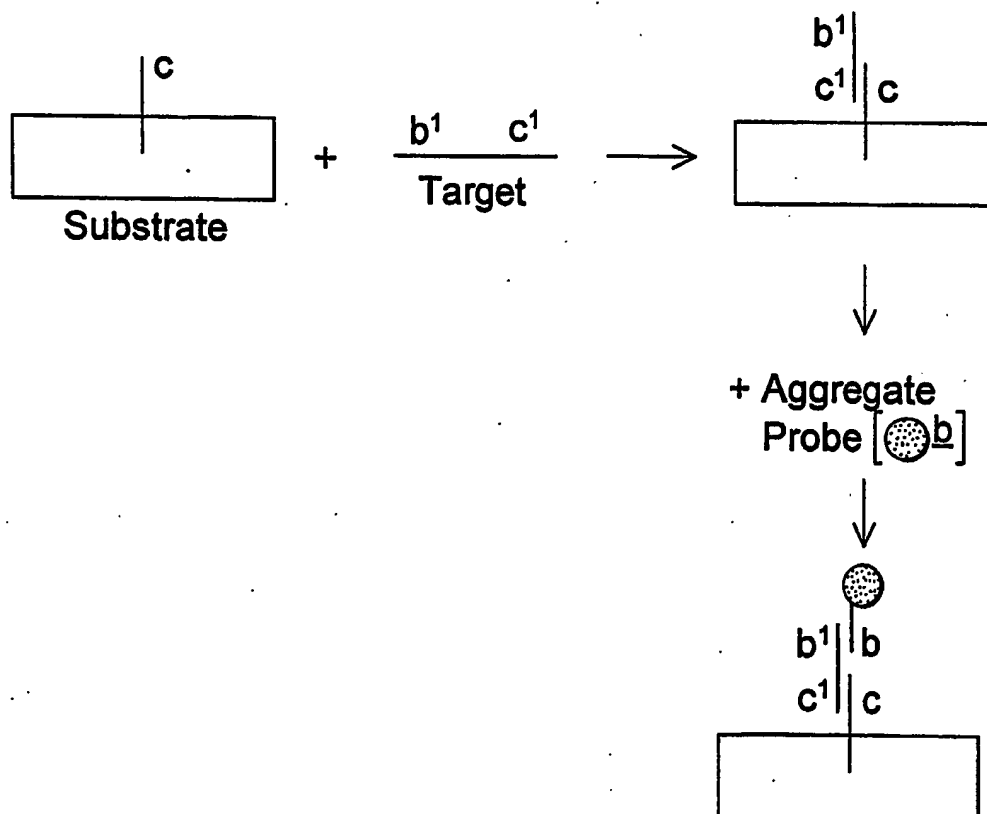 c
Substrate
+
b¹ c¹
Target
b¹
c¹ c
+ Aggregate
Probe [b]
b¹ b
c¹ c